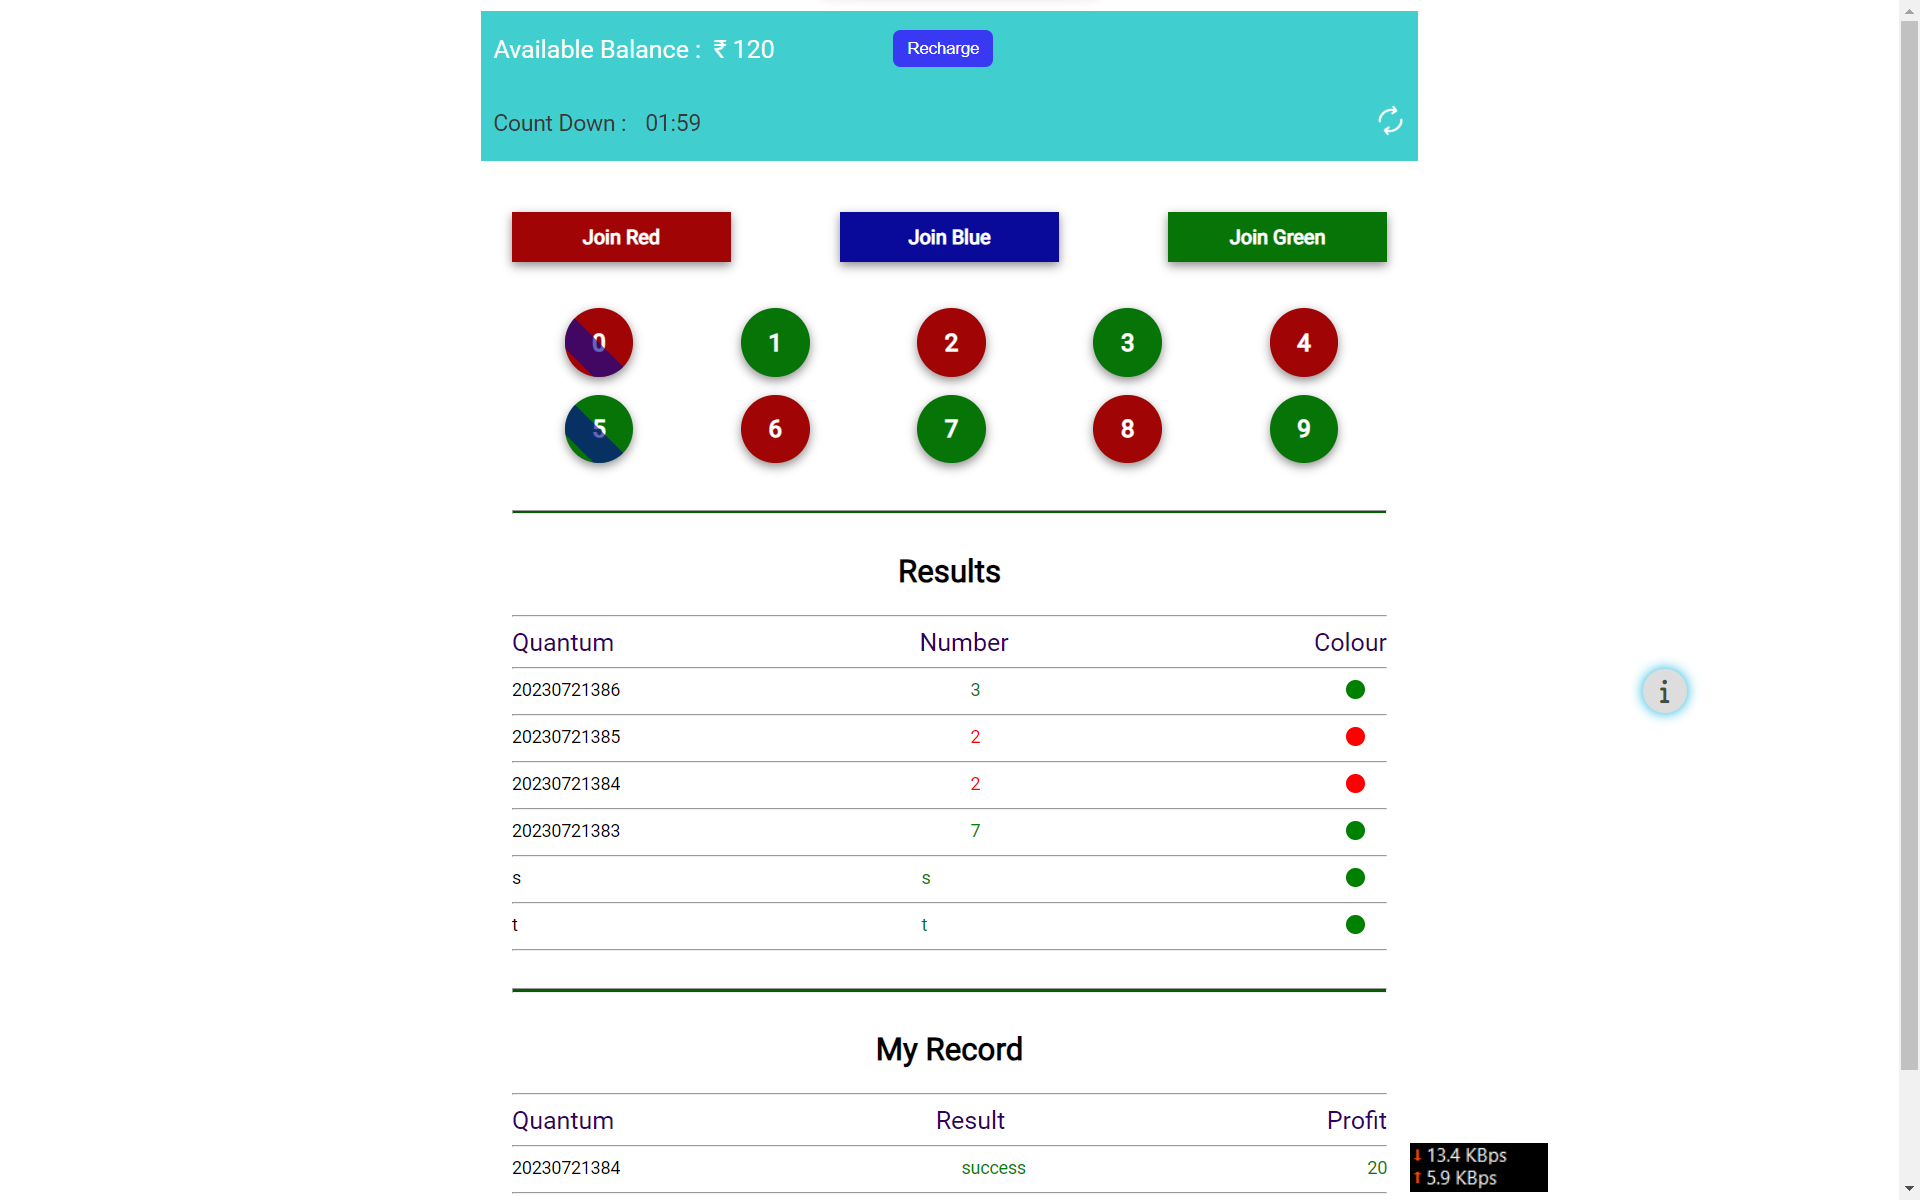 Available Balance : ₹ 120
Recharge
Count Down : 01:59
Join Red Join Blue Join Green
0 1 2 3 4
5 6 7 8 9
Results
Quantum Number Colour
20230721386 3
20230721385 2
20230721384 2
20230721383 7
s s
t t
i
My Record
Quantum Result Profit
20230721384 success 20
↓ 13.4 KBps
↑ 5.9 KBps